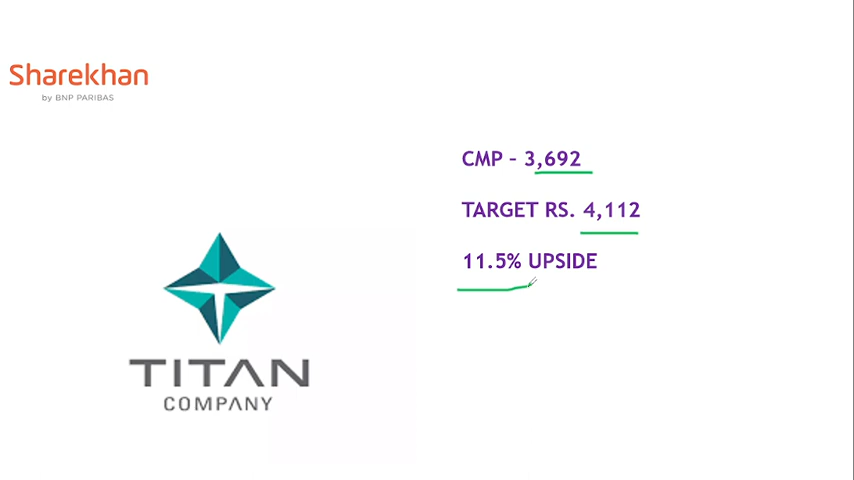 Sharekhan
by BNP PARIBAS
CMP – 3,692
TARGET RS. 4,112
11.5% UPSIDE
TITAN
COMPANY